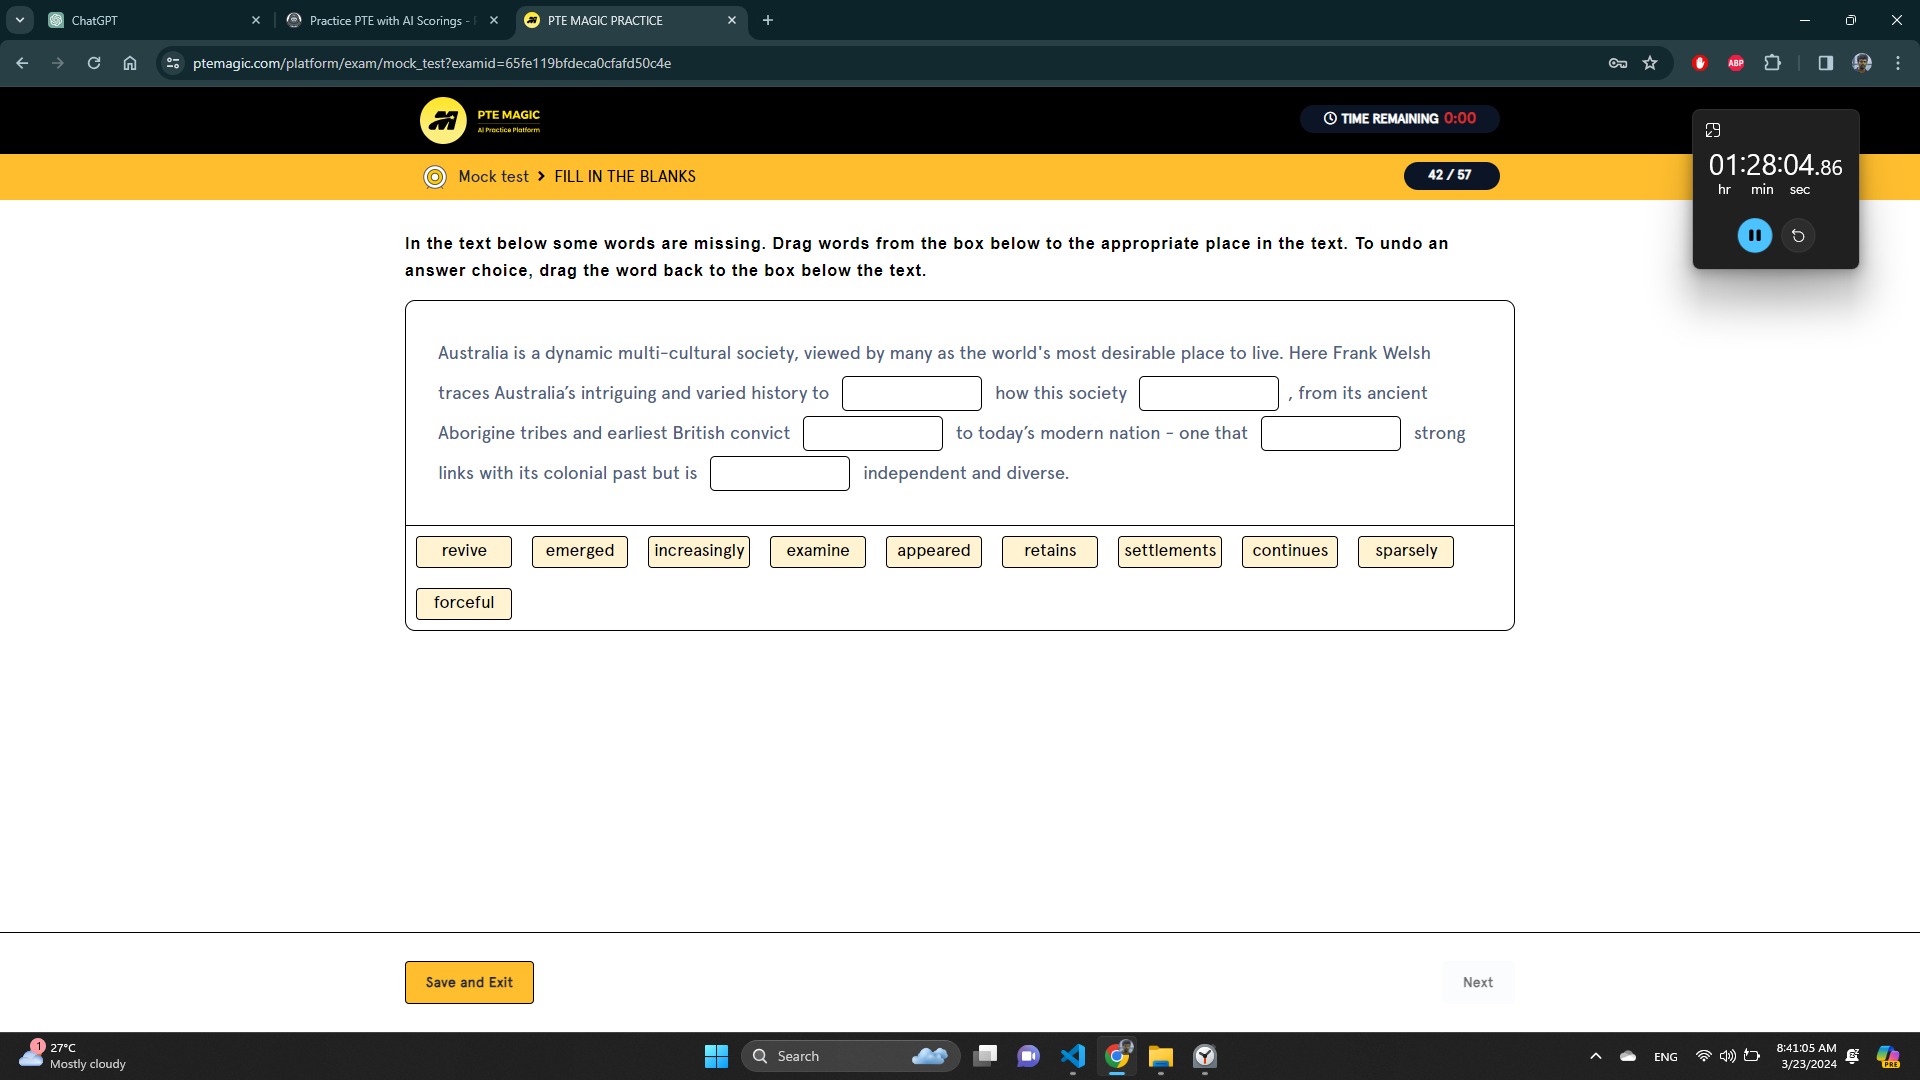 ChatGPT
Practice PTE with AI Scorings -
PTE MAGIC PRACTICE
ptemagic.com/platform/exam/mock_test?examid=65fe119bfdeca0cfafd50c4e
ABP
PTE MAGIC
AI Practice Platform
TIME REMAINING 0:00
01:28:04.86
hr min sec
Mock test > FILL IN THE BLANKS
42 / 57
In the text below some words are missing. Drag words from the box below to the appropriate place in the text. To undo an
answer choice, drag the word back to the box below the text.
Australia is a dynamic multi-cultural society, viewed by many as the world's most desirable place to live. Here Frank Welsh
traces Australia’s intriguing and varied history to how this society , from its ancient
Aborigine tribes and earliest British convict to today’s modern nation - one that strong
links with its colonial past but is independent and diverse.
revive emerged increasingly examine appeared retains settlements continues sparsely
forceful
Save and Exit
Next
1
27°C
Mostly cloudy
Search
ENG
8:41:05 AM
3/23/2024
PRE